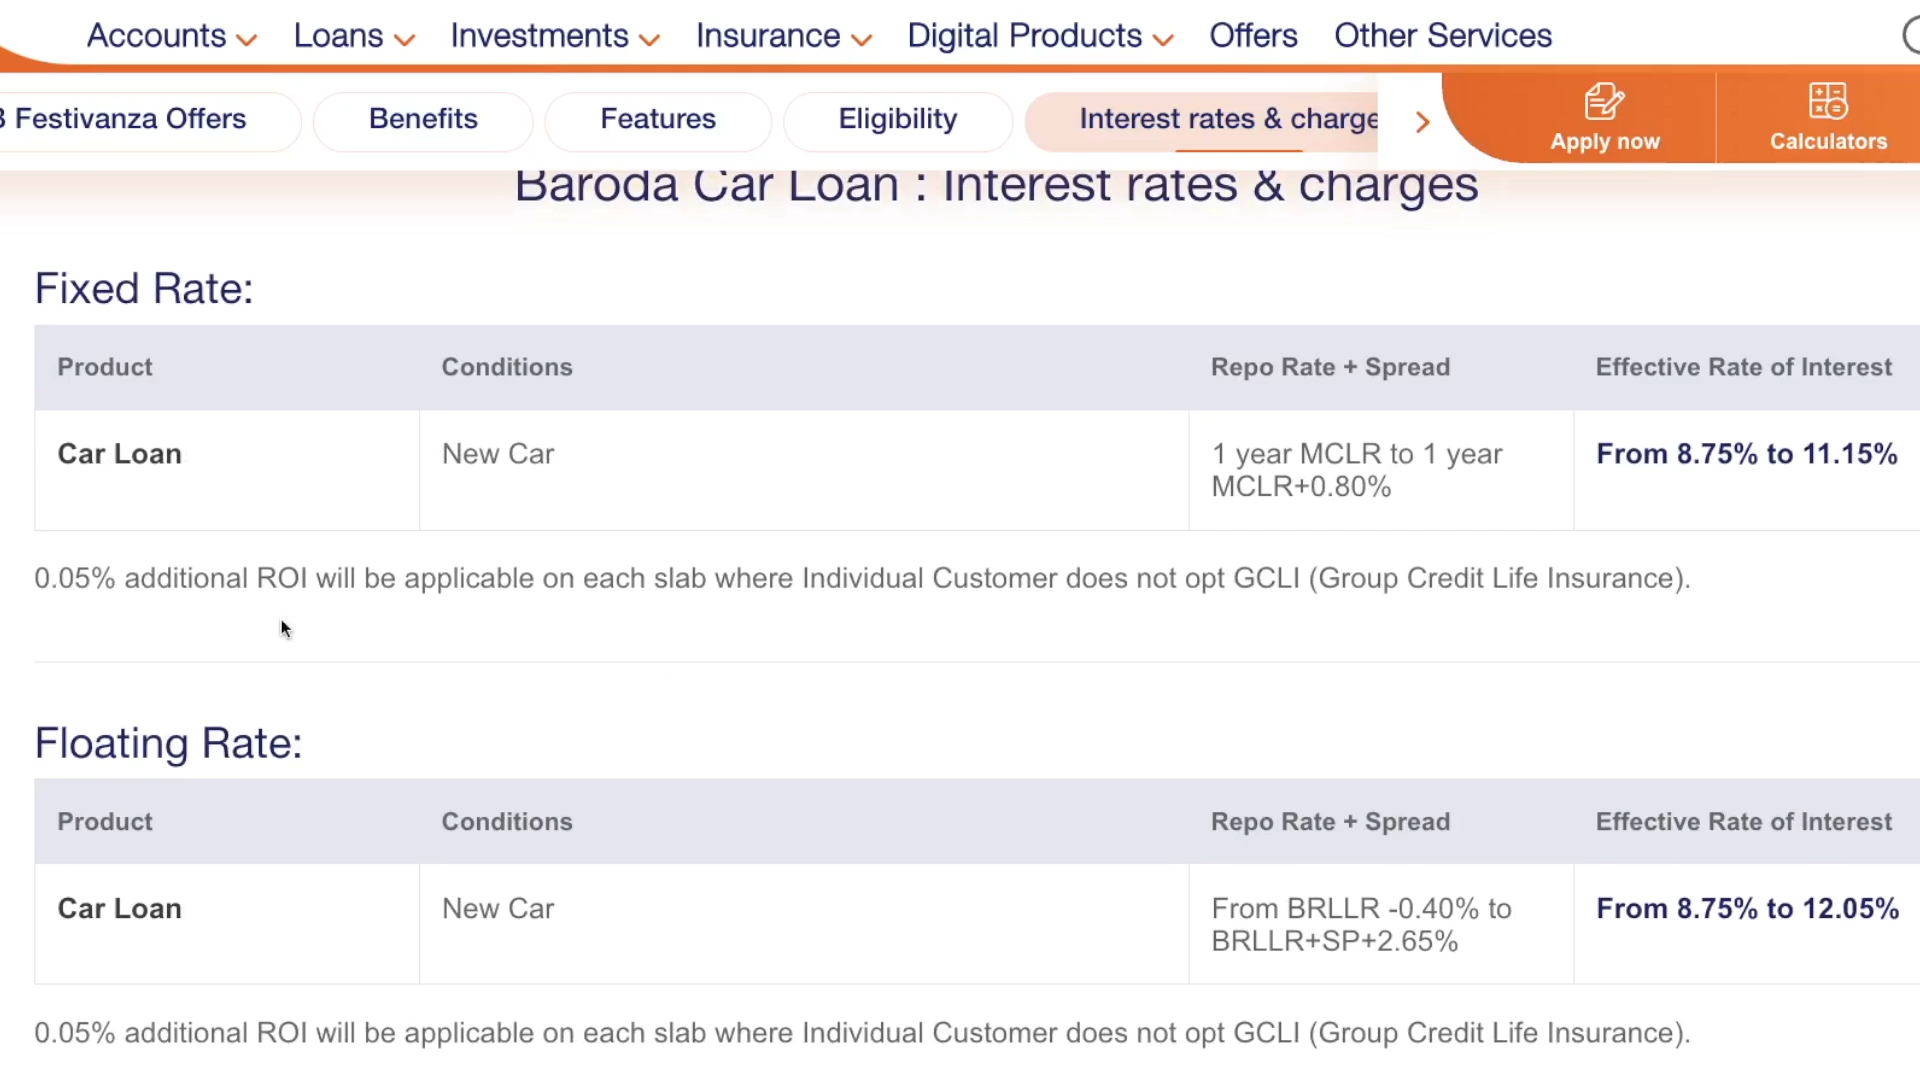 Accounts Loans Investments Insurance Digital Products Offers Other Services
Festivanza Offers Benefits Features Eligibility Interest rates & charge
Apply now Calculators
Baroda Car Loan : Interest rates & charges
Fixed Rate:
Product Conditions Repo Rate + Spread Effective Rate of Interest
Car Loan New Car 1 year MCLR to 1 year From 8.75% to 11.15%
MCLR+0.80%
0.05% additional ROI will be applicable on each slab where Individual Customer does not opt GCLI (Group Credit Life Insurance).
Floating Rate:
Product Conditions Repo Rate + Spread Effective Rate of Interest
Car Loan New Car From BRLLR -0.40% to From 8.75% to 12.05%
BRLLR+SP+2.65%
0.05% additional ROI will be applicable on each slab where Individual Customer does not opt GCLI (Group Credit Life Insurance).